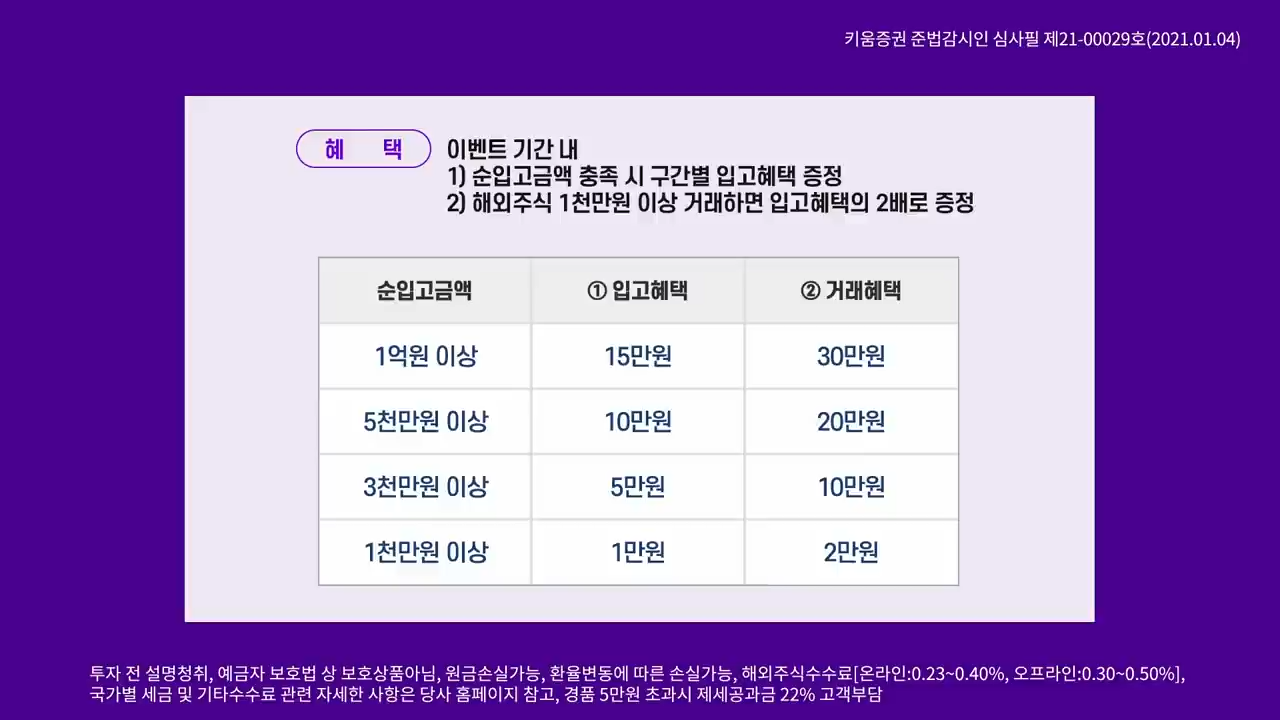 키움증권 준법감시인 심사필 제21-00029호(2021.01.04)
혜 택
이벤트 기간 내
1) 순입고금액 충족 시 구간별 입고혜택 증정
2) 해외주식 1천만원 이상 거래하면 입고혜택의 2배로 증정
순입고금액 ① 입고혜택 ② 거래혜택
1억원 이상 15만원 30만원
5천만원 이상 10만원 20만원
3천만원 이상 5만원 10만원
1천만원 이상 1만원 2만원
투자 전 설명청취, 예금자 보호법 상 보호상품아님, 원금손실가능, 환율변동에 따른 손실가능, 해외주식수수료[온라인:0.23~0.40%, 오프라인:0.30~0.50%],
국가별 세금 및 기타수수료 관련 자세한 사항은 당사 홈페이지 참고, 경품 5만원 초과시 제세공과금 22% 고객부담